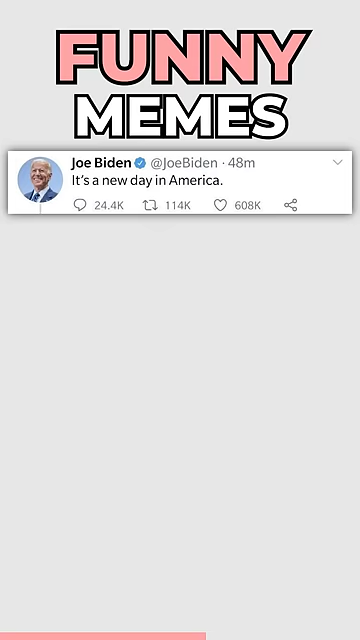 FUNNY
MEMES
Joe Biden @JoeBiden · 48m
It's a new day in America.
24.4K 114K 608K